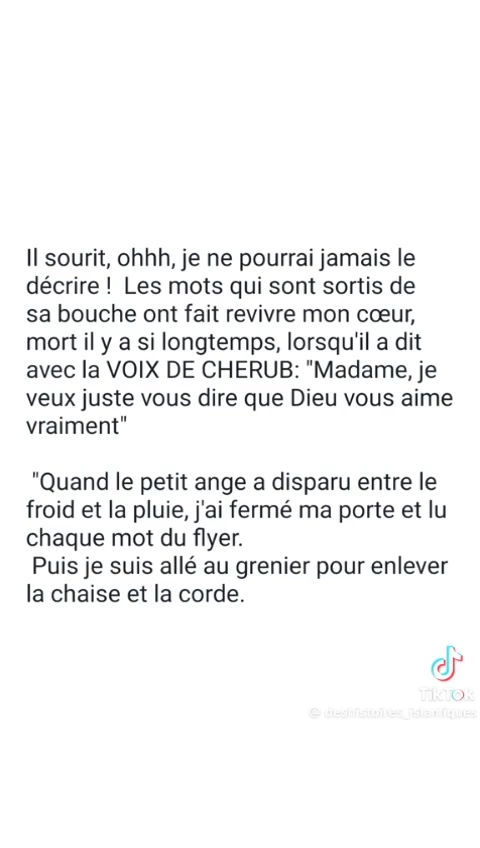 Il sourit, ohhh, je ne pourrai jamais le
décrire !  Les mots qui sont sortis de
sa bouche ont fait revivre mon cœur,
mort il y a si longtemps, lorsqu'il a dit
avec la VOIX DE CHERUB: "Madame, je
veux juste vous dire que Dieu vous aime
vraiment"
"Quand le petit ange a disparu entre le
froid et la pluie, j'ai fermé ma porte et lu
chaque mot du flyer.
Puis je suis allé au grenier pour enlever
la chaise et la corde.
TikTok
@ deshistoires_islamiques